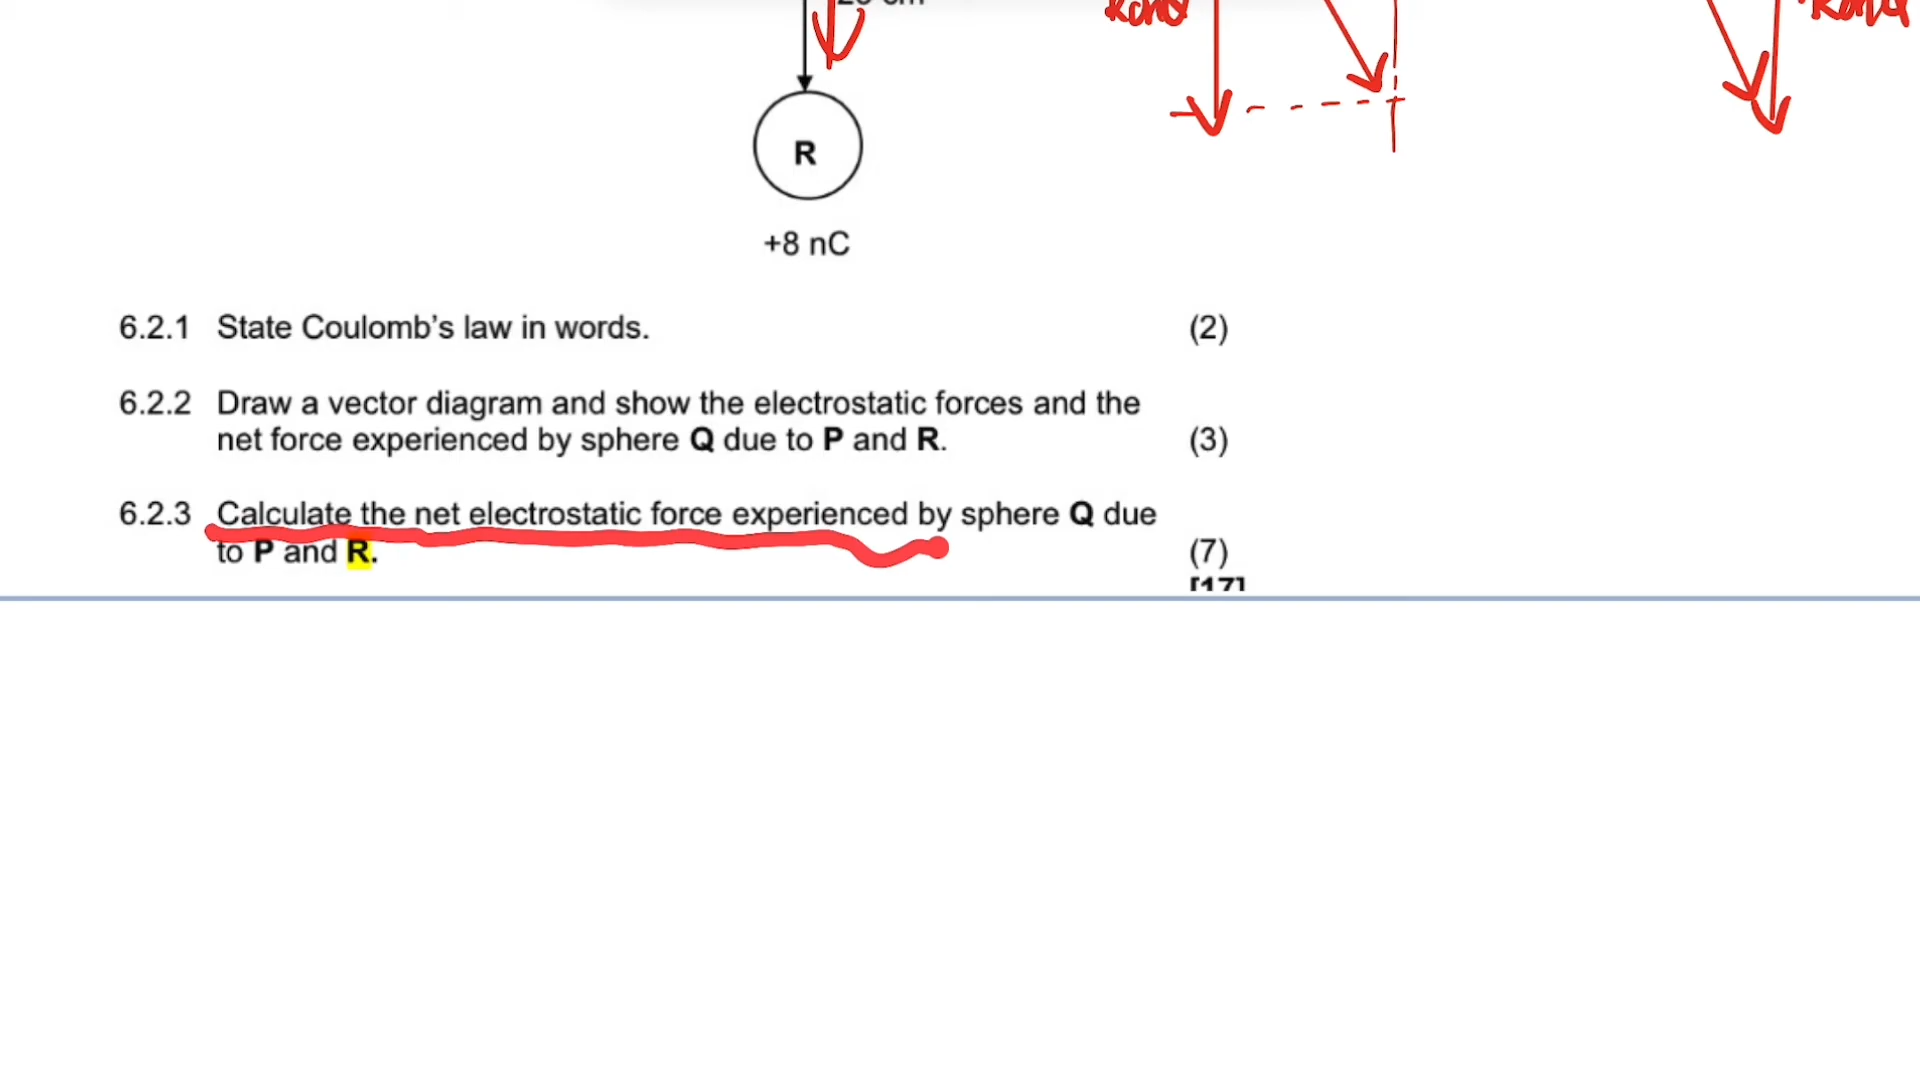 R
+8 nC
6.2.1 State Coulomb's law in words. (2)
6.2.2 Draw a vector diagram and show the electrostatic forces and the
net force experienced by sphere Q due to P and R. (3)
6.2.3 Calculate the net electrostatic force experienced by sphere Q due
to P and R. (7)
[17]